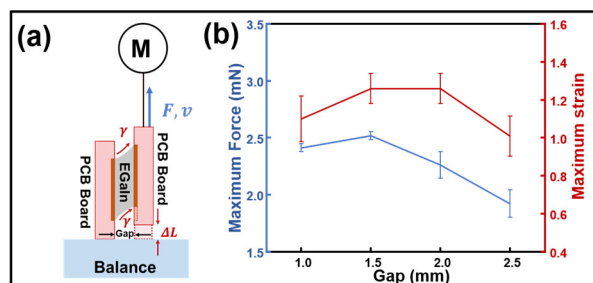 (a)
M
F, v
γ
PCB Board
EGaIn
PCB Board
γ
Gap
ΔL
Balance
(b)
Maximum Force (mN)
3.5
3.0
2.5
2.0
1.5
1.0
1.5
2.0
2.5
Gap (mm)
1.6
1.4
1.2
1.0
0.8
0.6
0.4
Maximum strain